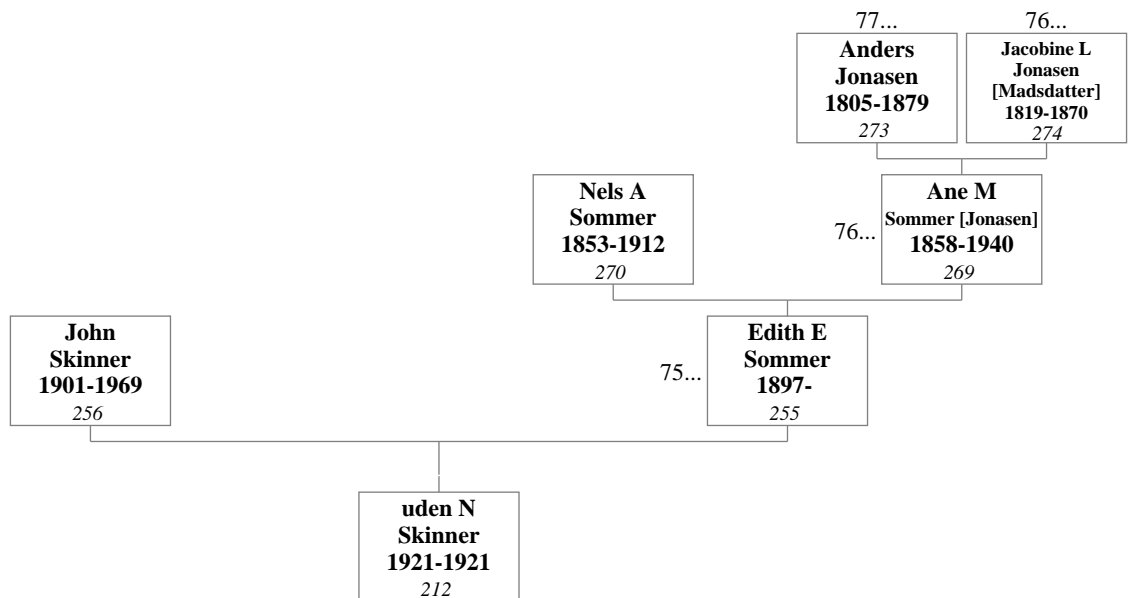 77...
76...
Anders
Jonasen
1805-1879
273
Jacobine L
Jonasen
[Madsdatter]
1819-1870
274
Nels A
Sommer
1853-1912
270
76...
Ane M
Sommer [Jonasen]
1858-1940
269
John
Skinner
1901-1969
256
75...
Edith E
Sommer
1897-
255
uden N
Skinner
1921-1921
212